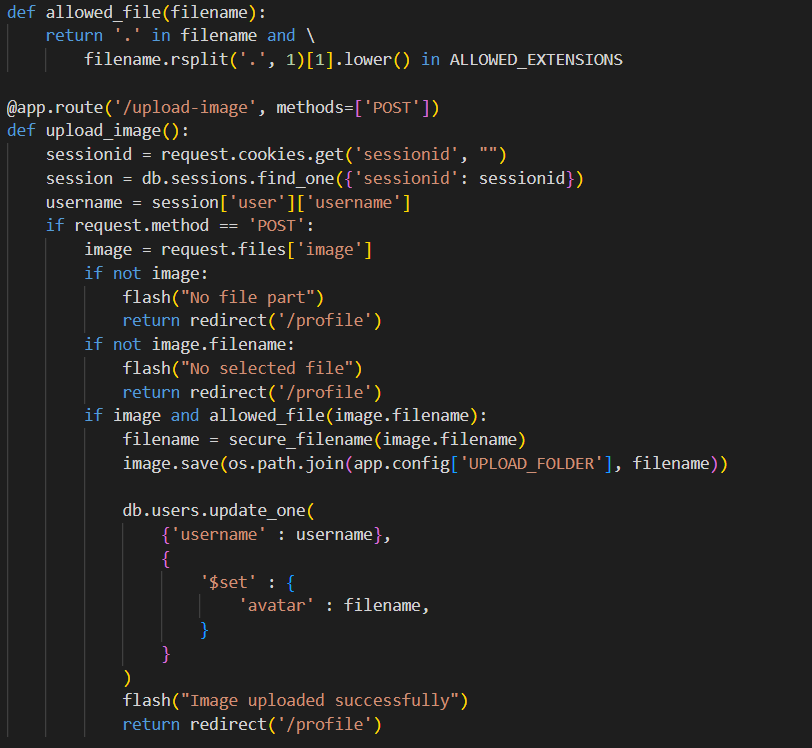 def allowed_file(filename):
    return '.' in filename and \
        filename.rsplit('.', 1)[1].lower() in ALLOWED_EXTENSIONS

@app.route('/upload-image', methods=['POST'])
def upload_image():
    sessionid = request.cookies.get('sessionid', "")
    session = db.sessions.find_one({'sessionid': sessionid})
    username = session['user']['username']
    if request.method == 'POST':
        image = request.files['image']
        if not image:
            flash("No file part")
            return redirect('/profile')
        if not image.filename:
            flash("No selected file")
            return redirect('/profile')
        if image and allowed_file(image.filename):
            filename = secure_filename(image.filename)
            image.save(os.path.join(app.config['UPLOAD_FOLDER'], filename))

            db.users.update_one(
                {'username' : username},
                {
                    '$set' : {
                        'avatar' : filename,
                    }
                }
            )
            flash("Image uploaded successfully")
            return redirect('/profile')